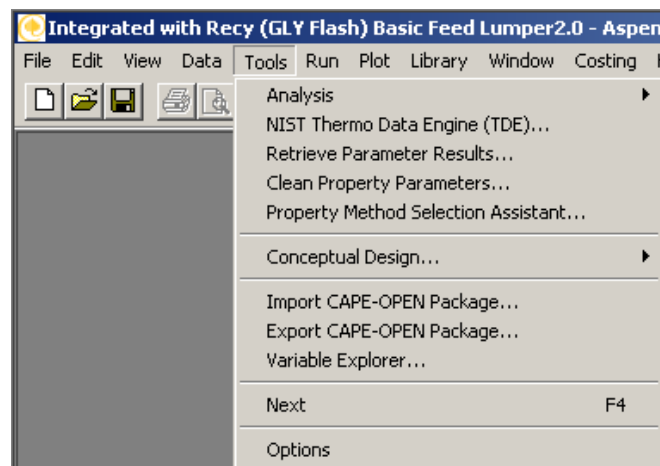 Integrated with Recy (GLY Flash) Basic Feed Lumper2.0 - Aspen
File Edit View Data Tools Run Plot Library Window Costing
Analysis
NIST Thermo Data Engine (TDE)...
Retrieve Parameter Results...
Clean Property Parameters...
Property Method Selection Assistant...
Conceptual Design...
Import CAPE-OPEN Package...
Export CAPE-OPEN Package...
Variable Explorer...
Next F4
Options